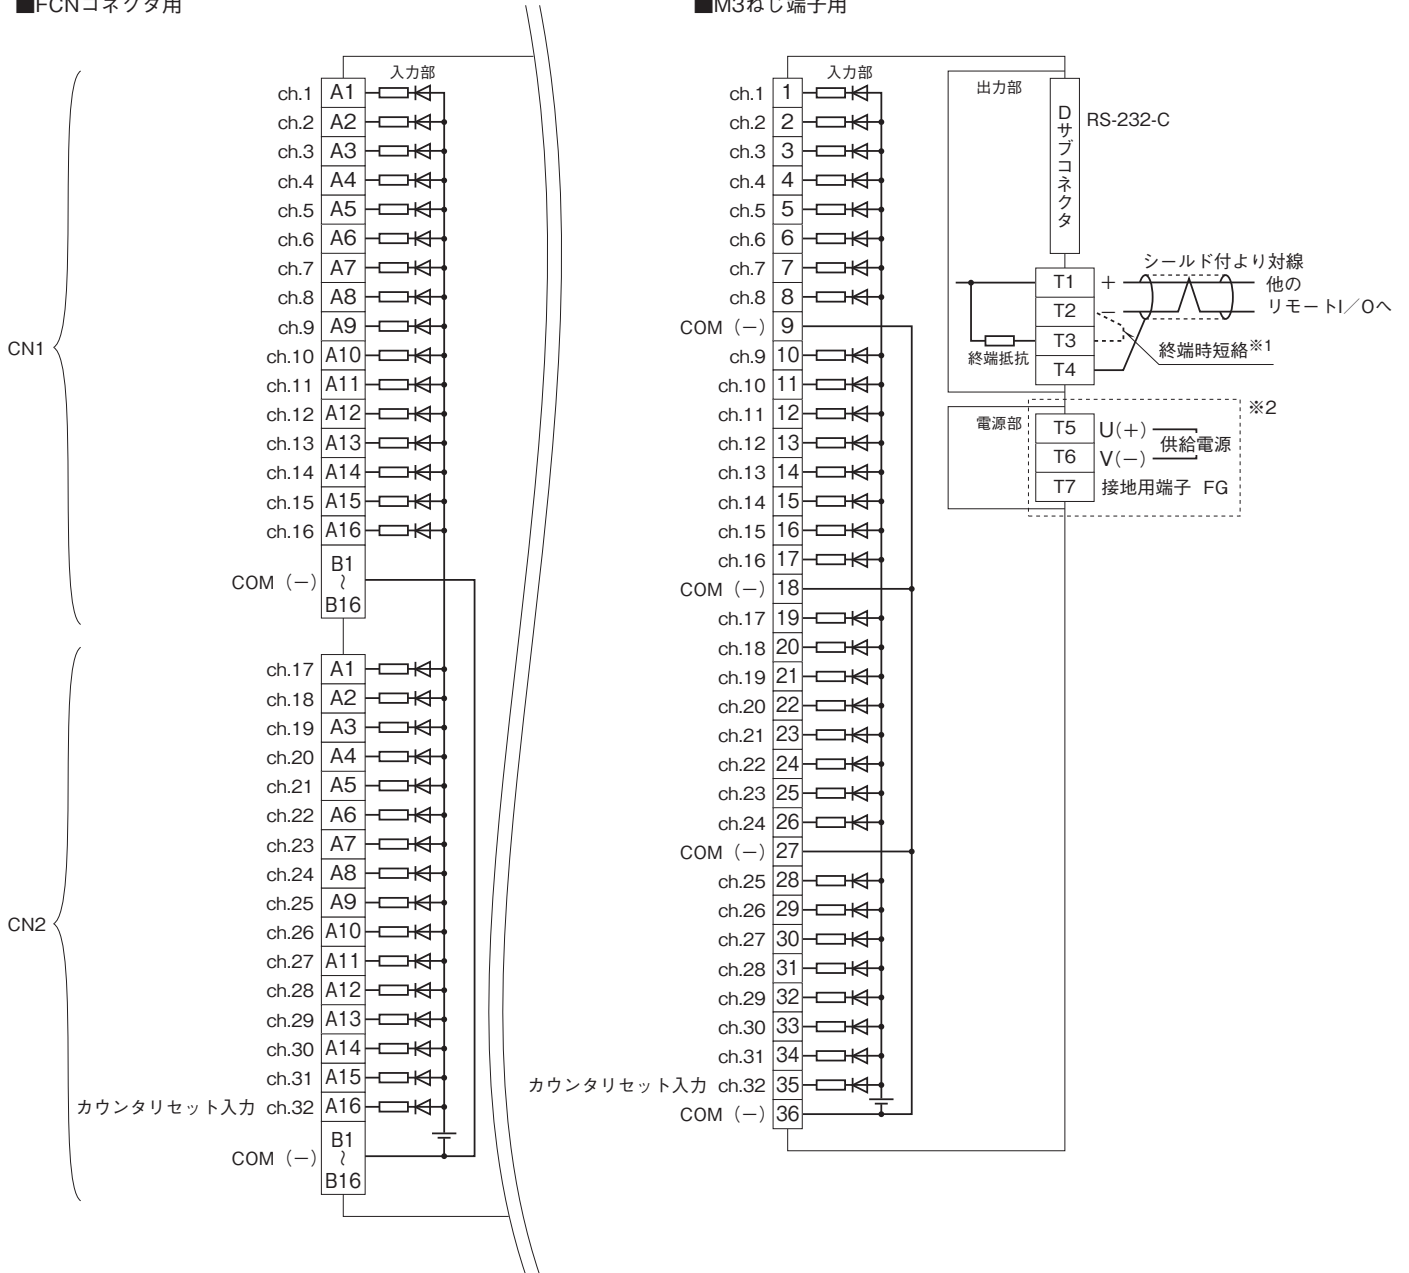 ■FCNコネクタ用
CN1
入力部
ch.1 A1
ch.2 A2
ch.3 A3
ch.4 A4
ch.5 A5
ch.6 A6
ch.7 A7
ch.8 A8
ch.9 A9
ch.10 A10
ch.11 A11
ch.12 A12
ch.13 A13
ch.14 A14
ch.15 A15
ch.16 A16
COM（－） B1
～
B16
CN2
ch.17 A1
ch.18 A2
ch.19 A3
ch.20 A4
ch.21 A5
ch.22 A6
ch.23 A7
ch.24 A8
ch.25 A9
ch.26 A10
ch.27 A11
ch.28 A12
ch.29 A13
ch.30 A14
ch.31 A15
カウンタリセット入力 ch.32 A16
COM（－） B1
～
B16
■M3ねじ端子用
入力部
ch.1 1
ch.2 2
ch.3 3
ch.4 4
ch.5 5
ch.6 6
ch.7 7
ch.8 8
COM（－） 9
ch.9 10
ch.10 11
ch.11 12
ch.12 13
ch.13 14
ch.14 15
ch.15 16
ch.16 17
COM（－） 18
ch.17 19
ch.18 20
ch.19 21
ch.20 22
ch.21 23
ch.22 24
ch.23 25
ch.24 26
COM（－） 27
ch.25 28
ch.26 29
ch.27 30
ch.28 31
ch.29 32
ch.30 33
ch.31 34
カウンタリセット入力 ch.32 35
COM（－） 36
出力部
Dサブコネクタ
RS-232-C
シールド付より対線
T1 ＋
T2 －
T3
T4
他の
リモートI／Oへ
終端抵抗
終端時短絡※1
※2
電源部
T5 U(＋)
T6 V(－)
供給電源
T7 接地用端子 FG